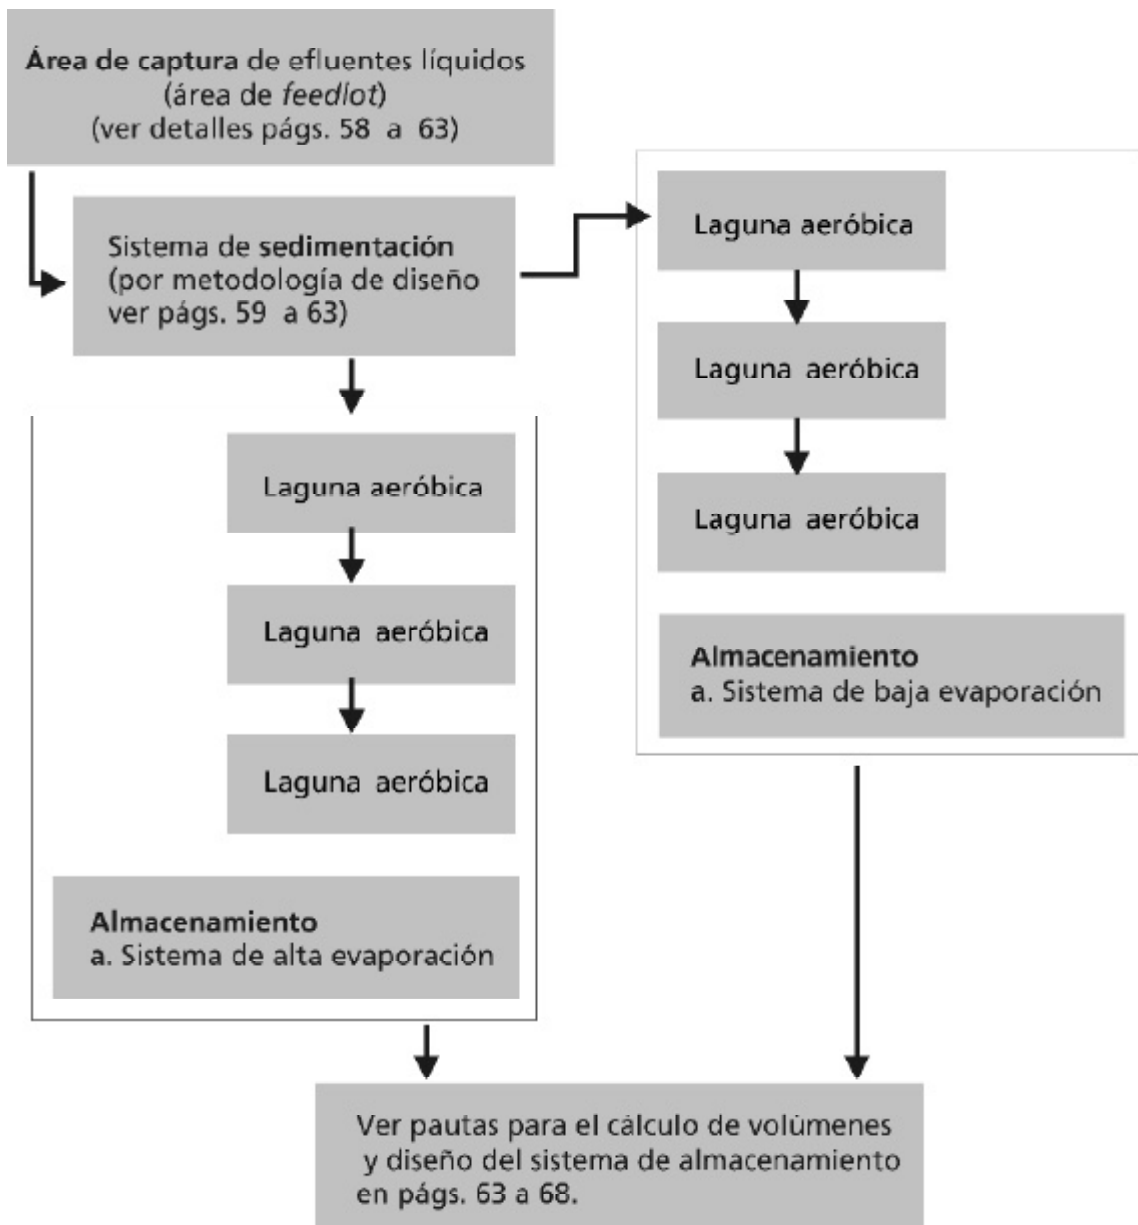 Área de captura de efluentes líquidos
(área de feedlot)
(ver detalles págs. 58 a 63)
Sistema de sedimentación
(por metodología de diseño
ver págs. 59 a 63)
Laguna aeróbica
Laguna aeróbica
Laguna aeróbica
Almacenamiento
a. Sistema de baja evaporación
Laguna aeróbica
Laguna aeróbica
Laguna aeróbica
Almacenamiento
a. Sistema de alta evaporación
Ver pautas para el cálculo de volúmenes
y diseño del sistema de almacenamiento
en págs. 63 a 68.